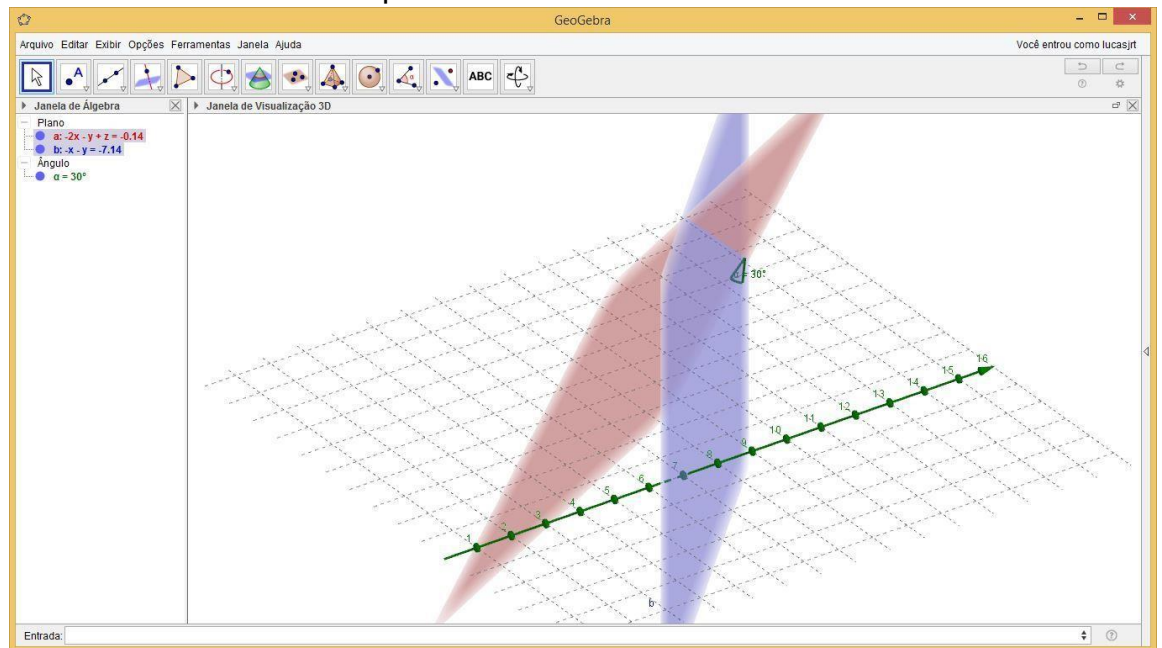 GeoGebra
Arquivo Editar Exibir Opções Ferramentas Janela Ajuda
Você entrou como lucasjrt
A
α
ABC
Janela de Álgebra
Janela de Visualização 3D
Plano
a: -2x - y + z = -0.14
b: -x - y = -7.14
Ângulo
α = 30°
α = 30°
16
15
14
13
12
11
10
9
8
7
6
5
4
3
2
1
b
Entrada: